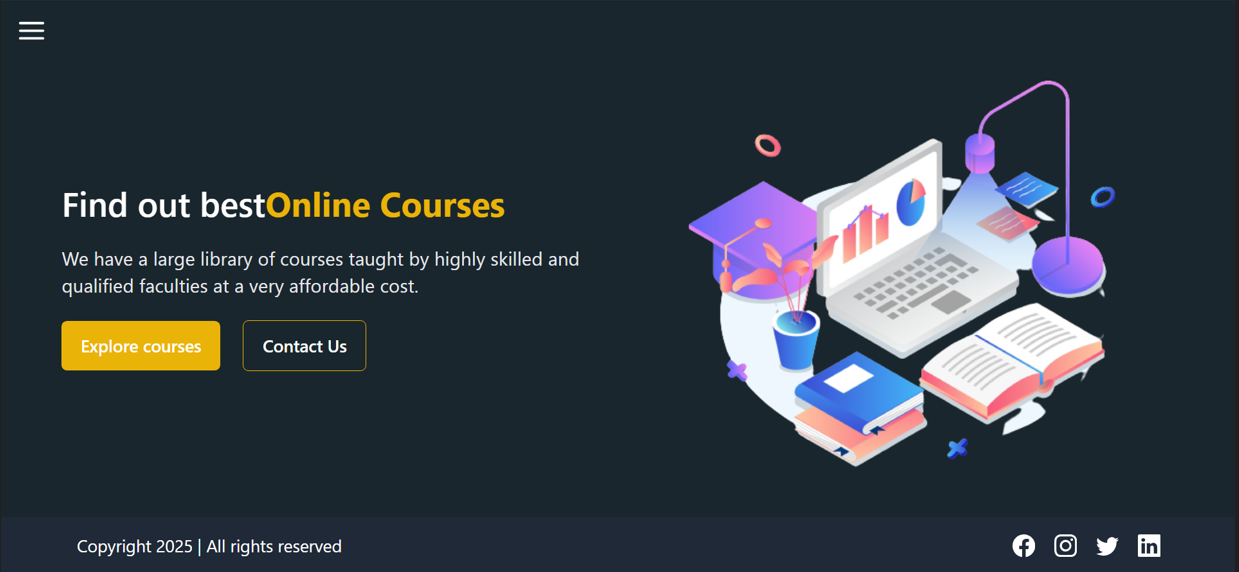 Find out bestOnline Courses
We have a large library of courses taught by highly skilled and
qualified faculties at a very affordable cost.
Explore courses
Contact Us
Copyright 2025 | All rights reserved
in